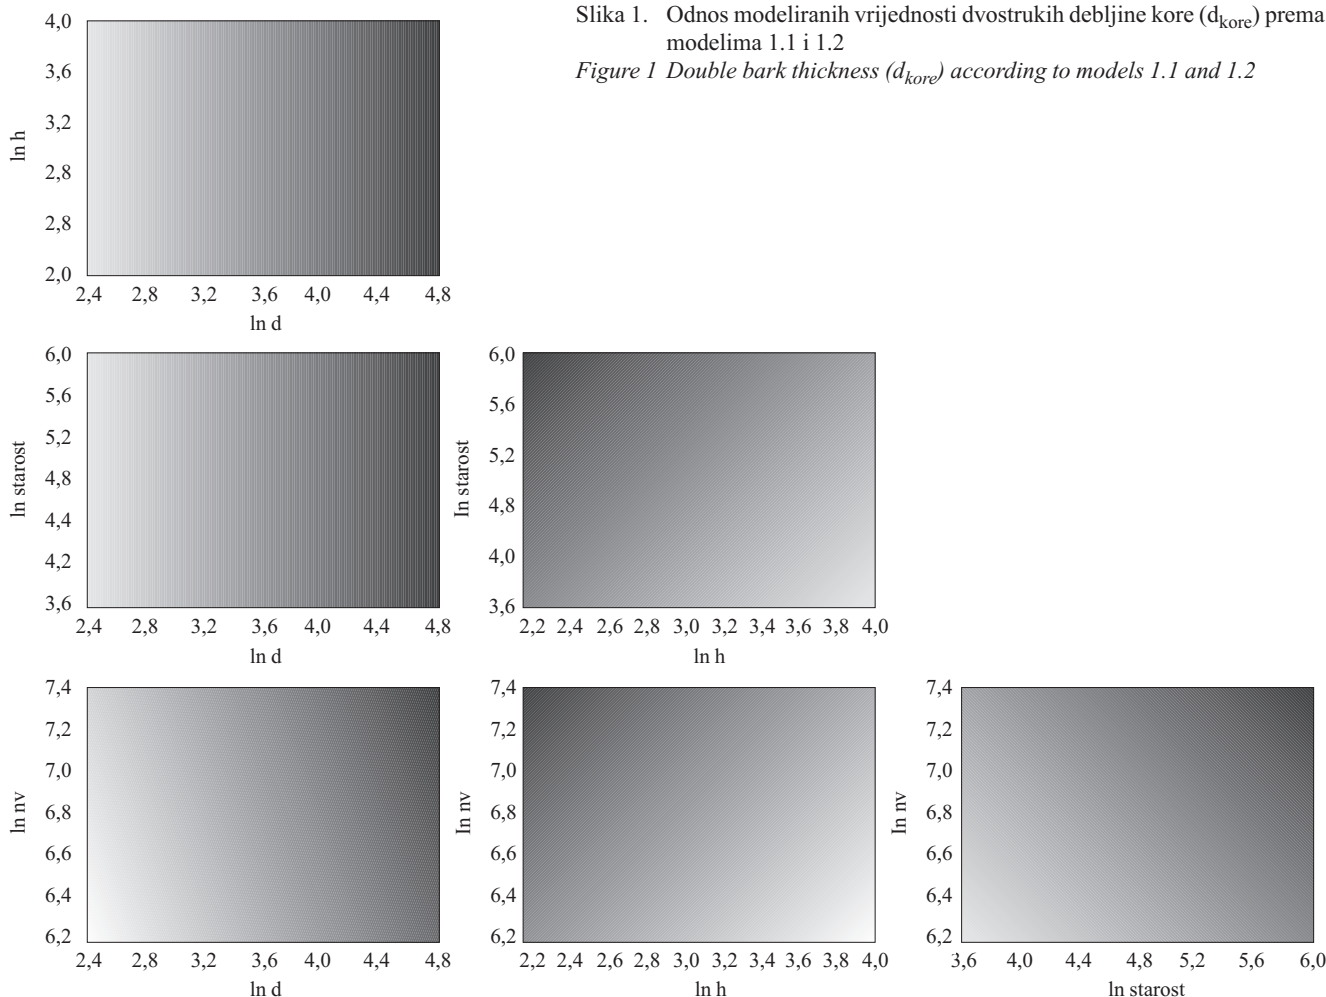 Slika 1. Odnos modeliranih vrijednosti dvostrukih debljine kore (dkore) prema
modelima 1.1 i 1.2
Figure 1 Double bark thickness (dkore) according to models 1.1 and 1.2
4,0
3,6
3,2
2,8
2,8
2,0
ln h
2,4 2,8 3,2 3,6 4,0 4,4 4,8
ln d
6,0
5,6
5,2
4,8
4,4
4,2
3,6
ln starost
2,4 2,8 3,2 3,6 4,0 4,4 4,8
ln d
6,0
5,6
5,2
4,8
4,0
3,6
In starost
2,2 2,4 2,6 2,8 3,0 3,2 3,4 3,6 3,8 4,0
ln h
7,4
7,2
7,0
6,8
6,6
6,4
6,2
ln nv
2,4 2,8 3,2 3,6 4,0 4,4 4,8
ln d
7,4
7,2
7,0
6,8
6,6
6,4
6,2
In nv
2,2 2,4 2,6 2,8 3,0 3,2 3,4 3,6 3,8 4,0
ln h
7,4
7,2
7,0
6,8
6,6
6,4
6,2
In nv
3,6 4,0 4,4 4,8 5,2 5,6 6,0
ln starost